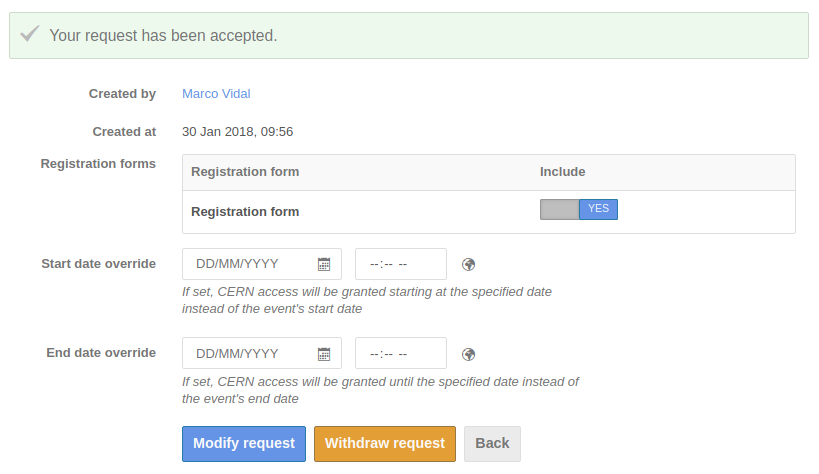 Your request has been accepted.
Created by Marco Vidal
Created at 30 Jan 2018, 09:56
Registration forms
Registration form Include
Registration form YES
Start date override DD/MM/YYYY --:-- --
If set, CERN access will be granted starting at the specified date
instead of the event's start date
End date override DD/MM/YYYY --:-- --
If set, CERN access will be granted until the specified date instead of
the event's end date
Modify request Withdraw request Back